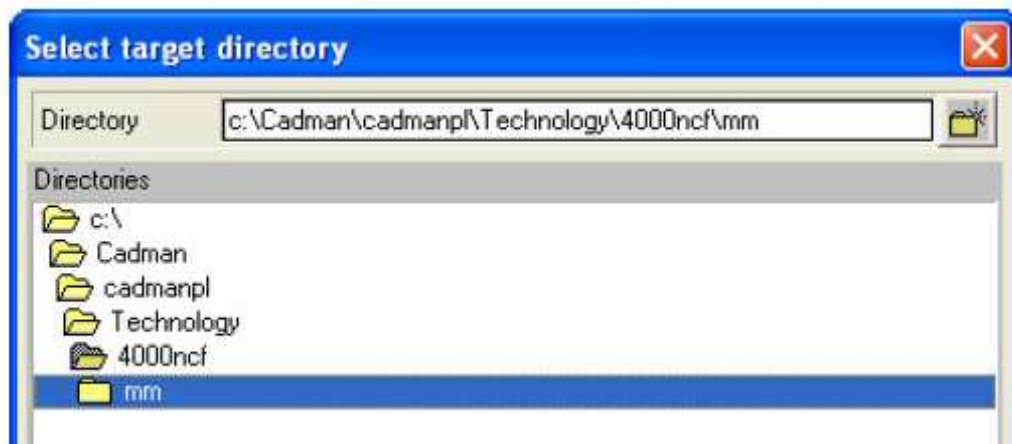 Select target directory
Directory c:\Cadman\cadmanpl\Technology\4000ncf\mm
Directories
c:\
Cadman
cadmanpl
Technology
4000ncf
mm